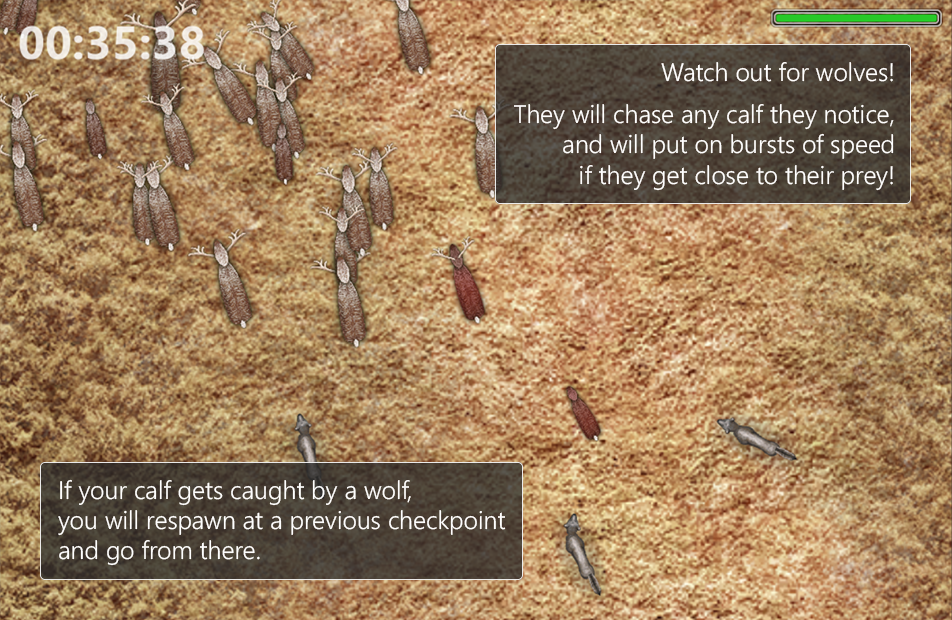 00:35:38
Watch out for wolves!
They will chase any calf they notice,
and will put on bursts of speed
if they get close to their prey!
If your calf gets caught by a wolf,
you will respawn at a previous checkpoint
and go from there.